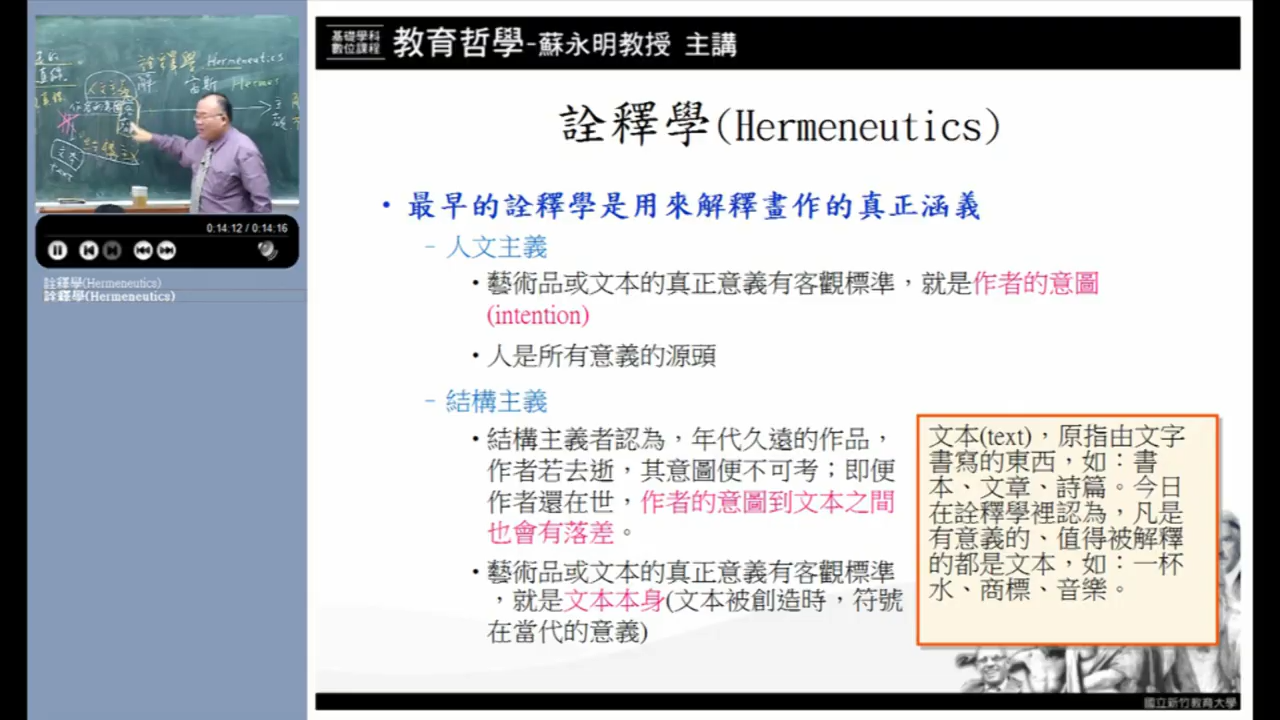 基礎學科
數位課程
教育哲學-蘇永明教授 主講
詮釋學 Hermeneutics
Hermes
文本
text
0:14.12 / 0:14:16
詮釋學(Hermeneutics)
詮釋學(Hermeneutics)
詮釋學(Hermeneutics)
• 最早的詮釋學是用來解釋畫作的真正涵義
– 人文主義
• 藝術品或文本的真正意義有客觀標準，就是作者的意圖
(intention)
• 人是所有意義的源頭
– 結構主義
• 結構主義者認為，年代久遠的作品，
作者若去逝，其意圖便不可考；即便
作者還在世，作者的意圖到文本之間
也會有落差。
• 藝術品或文本的真正意義有客觀標準
，就是文本本身(文本被創造時，符號
在當代的意義)
文本(text)，原指由文字
書寫的東西，如：書
本、文章、詩篇。今日
在詮釋學裡認為，凡是
有意義的、值得被解釋
的都是文本，如：一杯
水、商標、音樂。
國立新竹教育大學